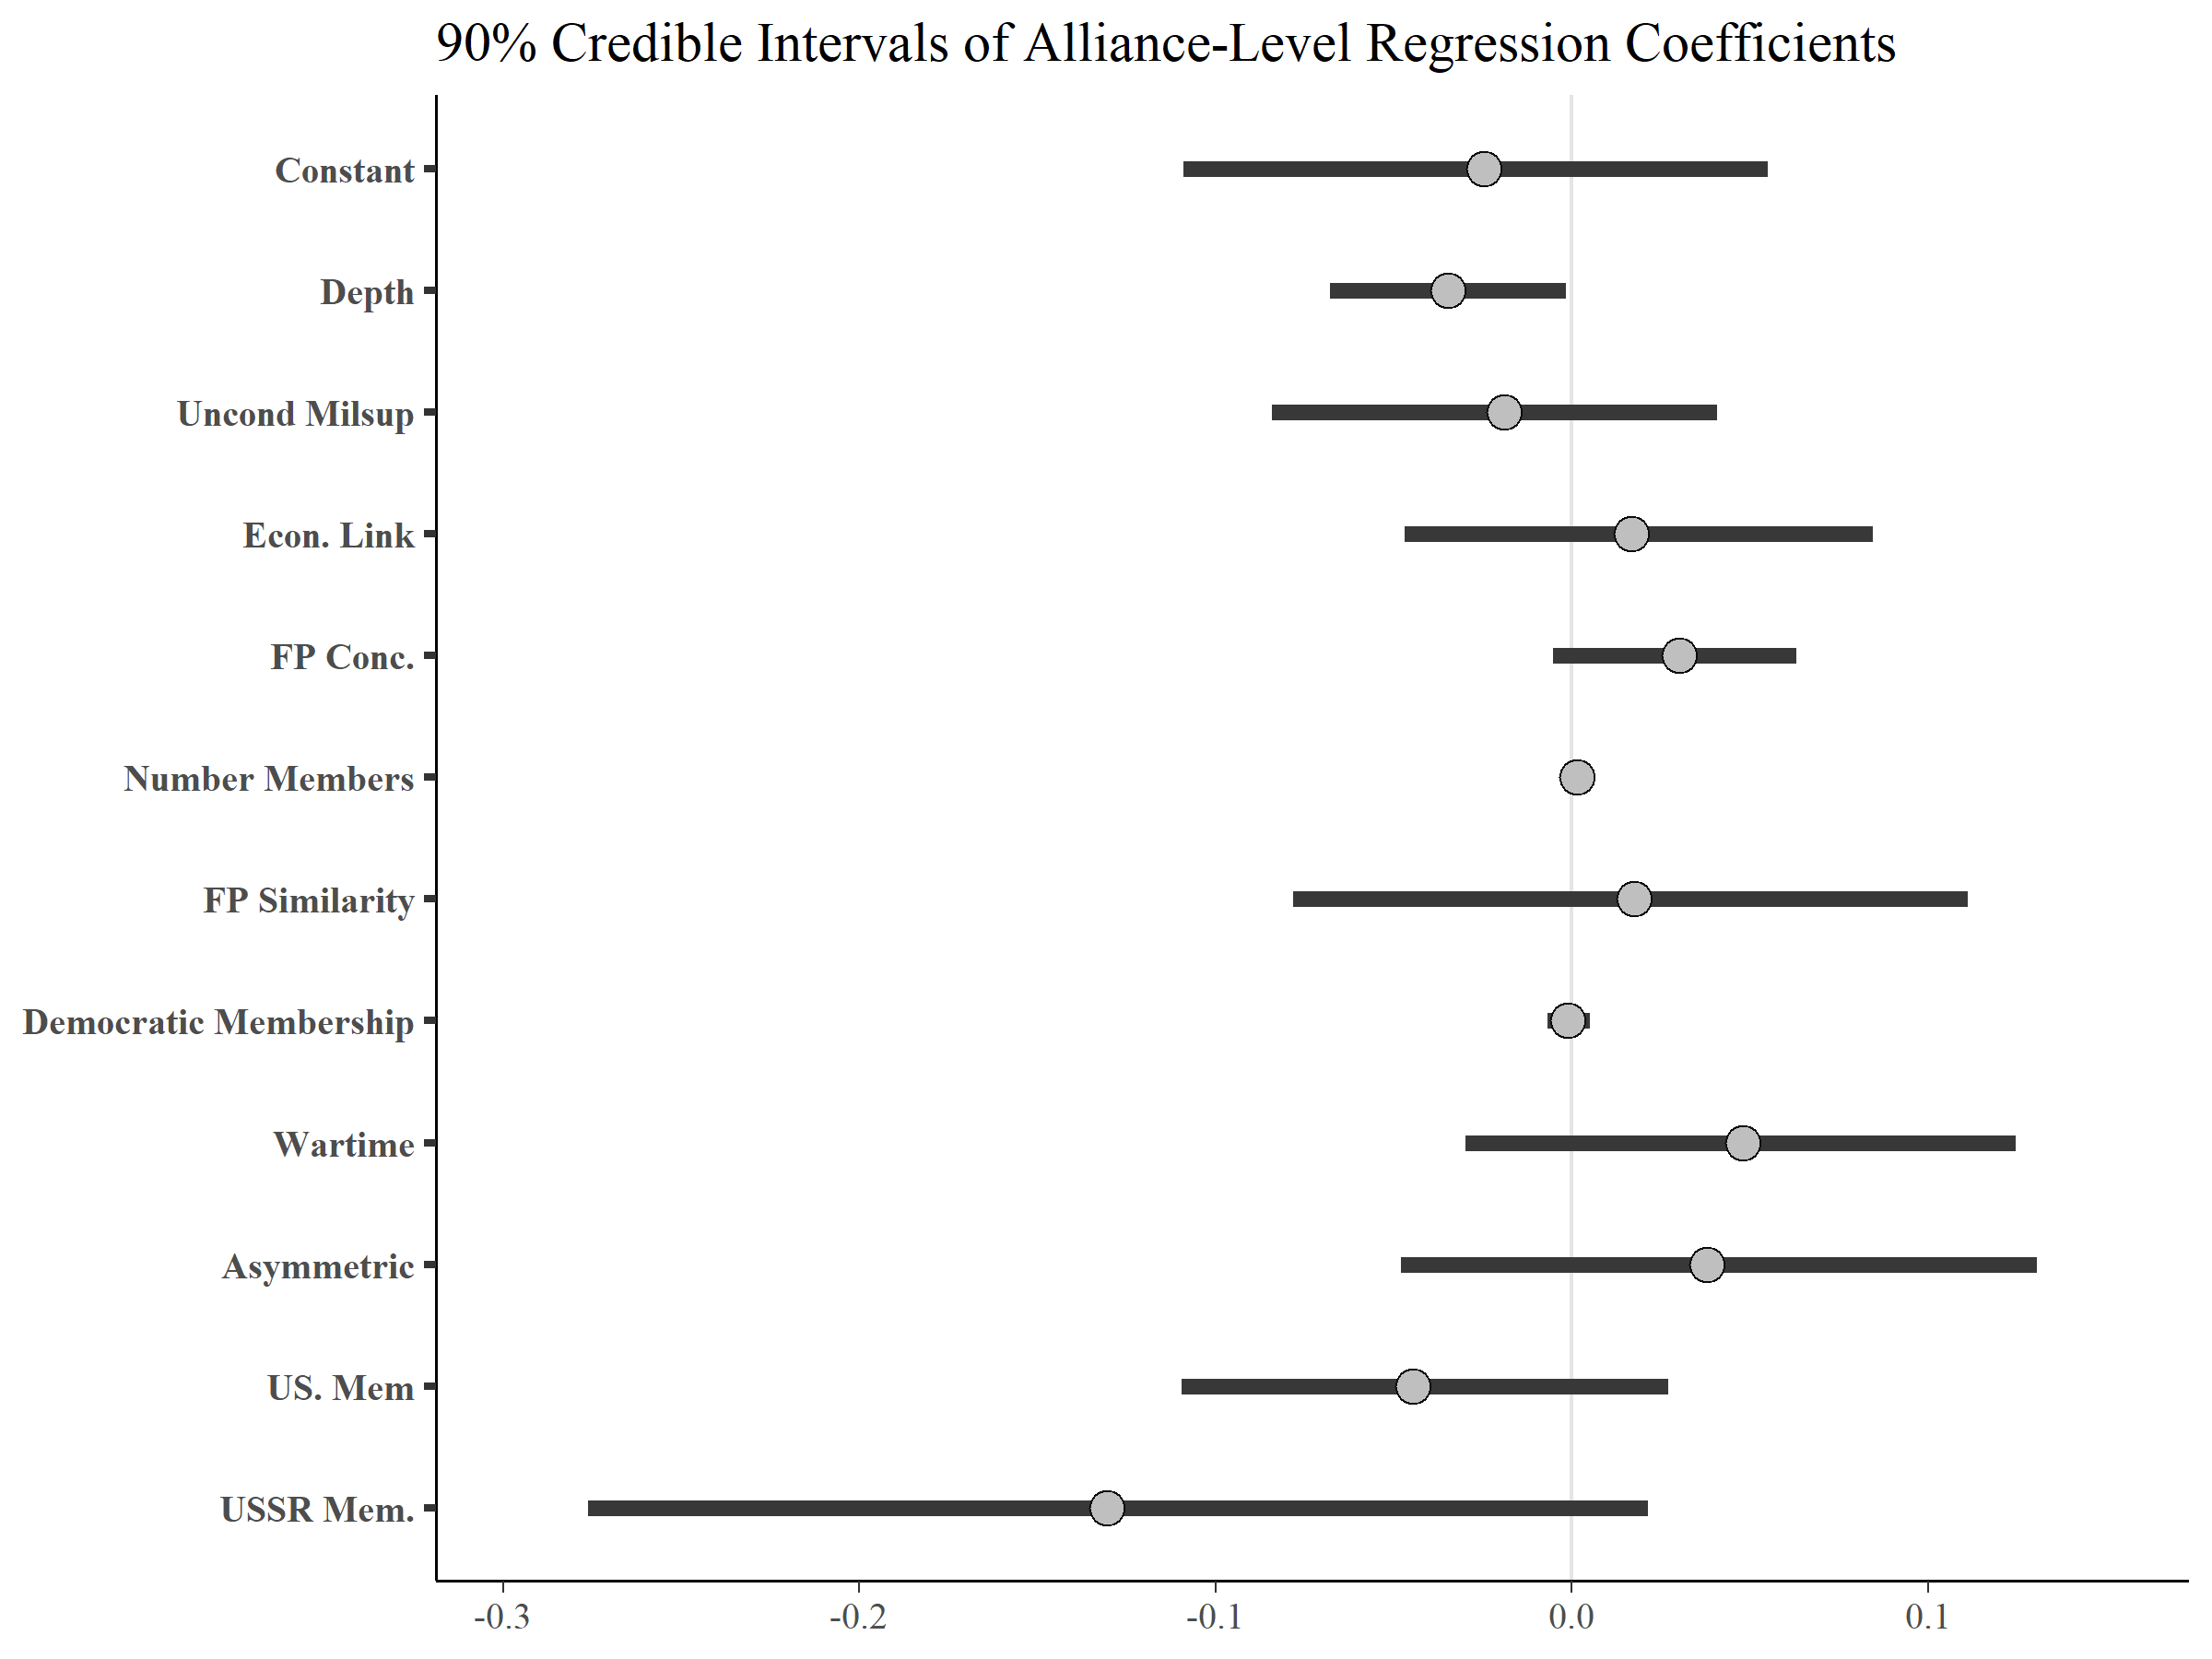 90% Credible Intervals of Alliance-Level Regression Coefficients
Constant
Depth
Uncond Milsup
Econ. Link
FP Conc.
Number Members
FP Similarity
Democratic Membership
Wartime
Asymmetric
US. Mem
USSR Mem.
-0.3 -0.2 -0.1 0.0 0.1